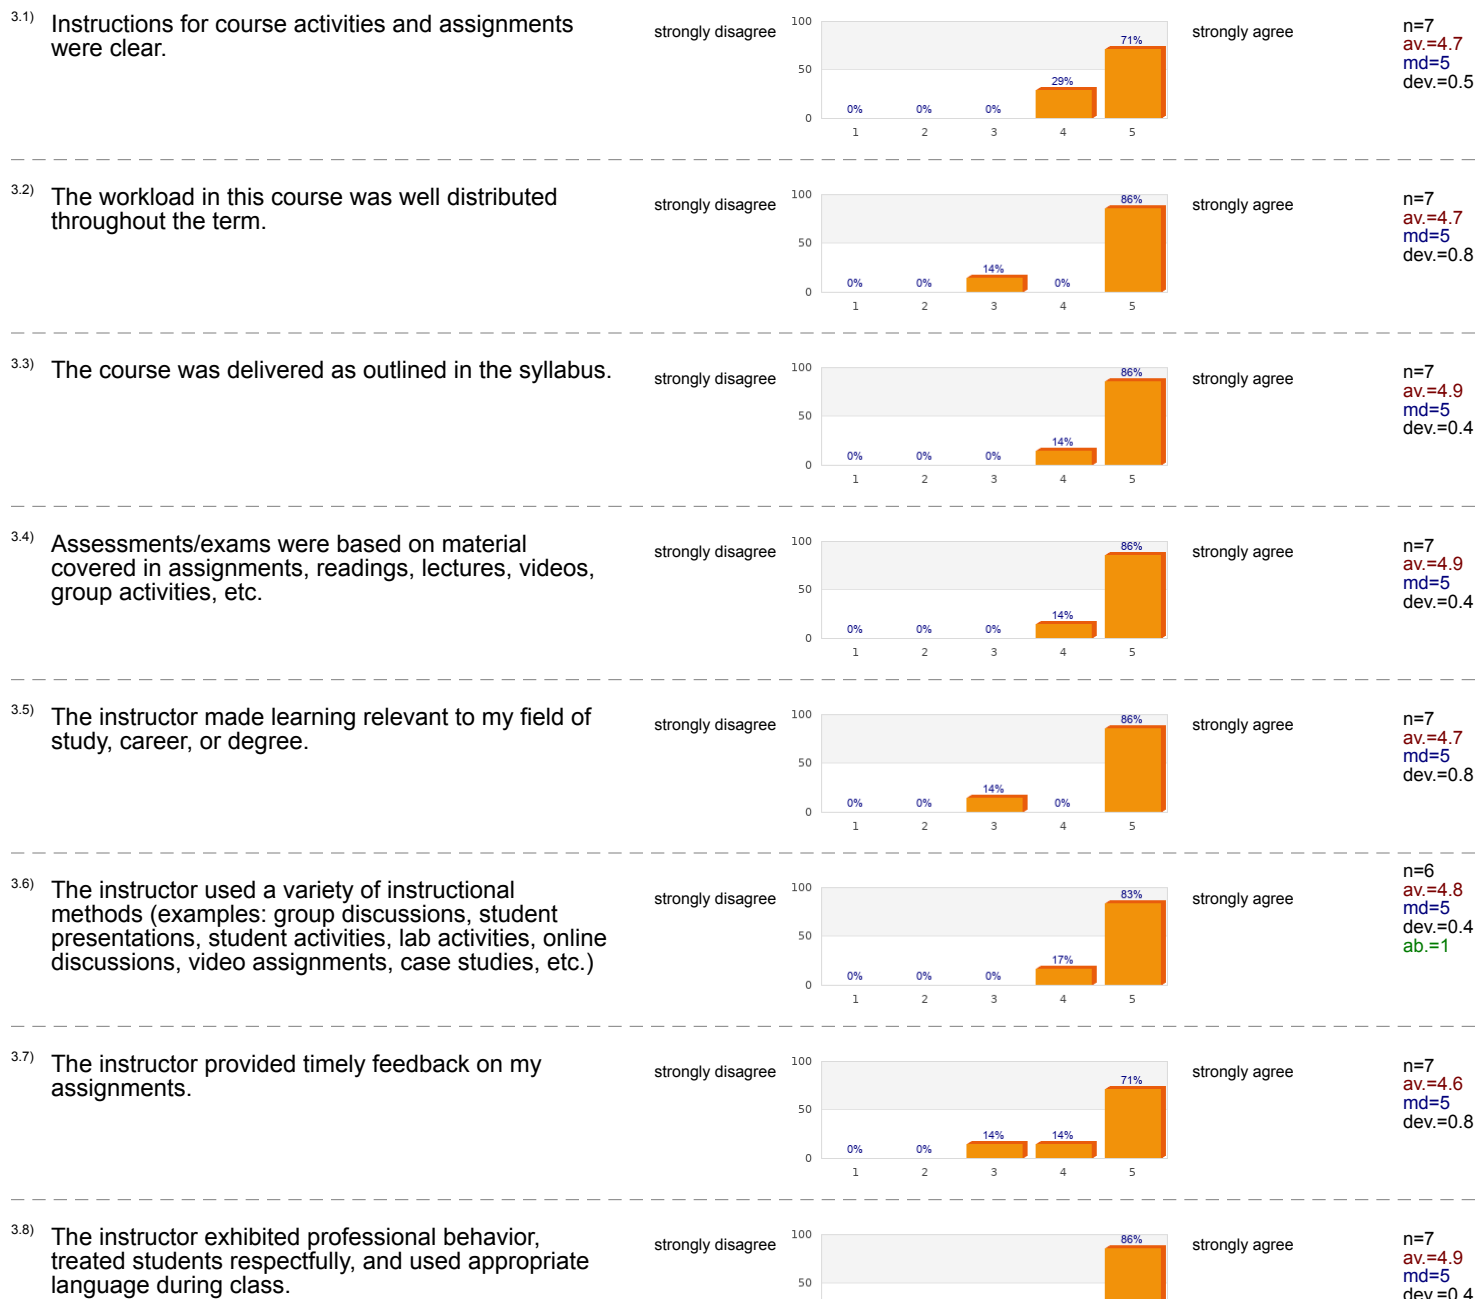 3.1) Instructions for course activities and assignments
were clear.
strongly disagree
100
50
0
0%
0%
0%
29%
71%
1 2 3 4 5
strongly agree
n=7
av.=4.7
md=5
dev.=0.5
3.2) The workload in this course was well distributed
throughout the term.
strongly disagree
100
50
0
0%
0%
14%
0%
86%
1 2 3 4 5
strongly agree
n=7
av.=4.7
md=5
dev.=0.8
3.3) The course was delivered as outlined in the syllabus.
strongly disagree
100
50
0
0%
0%
0%
14%
86%
1 2 3 4 5
strongly agree
n=7
av.=4.9
md=5
dev.=0.4
3.4) Assessments/exams were based on material
covered in assignments, readings, lectures, videos,
group activities, etc.
strongly disagree
100
50
0
0%
0%
0%
14%
86%
1 2 3 4 5
strongly agree
n=7
av.=4.9
md=5
dev.=0.4
3.5) The instructor made learning relevant to my field of
study, career, or degree.
strongly disagree
100
50
0
0%
0%
14%
0%
86%
1 2 3 4 5
strongly agree
n=7
av.=4.7
md=5
dev.=0.8
3.6) The instructor used a variety of instructional
methods (examples: group discussions, student
presentations, student activities, lab activities, online
discussions, video assignments, case studies, etc.)
strongly disagree
100
50
0
0%
0%
0%
17%
83%
1 2 3 4 5
strongly agree
n=6
av.=4.8
md=5
dev.=0.4
ab.=1
3.7) The instructor provided timely feedback on my
assignments.
strongly disagree
100
50
0
0%
0%
14%
14%
71%
1 2 3 4 5
strongly agree
n=7
av.=4.6
md=5
dev.=0.8
3.8) The instructor exhibited professional behavior,
treated students respectfully, and used appropriate
language during class.
strongly disagree
100
50
86%
strongly agree
n=7
av.=4.9
md=5
dev.=0.4